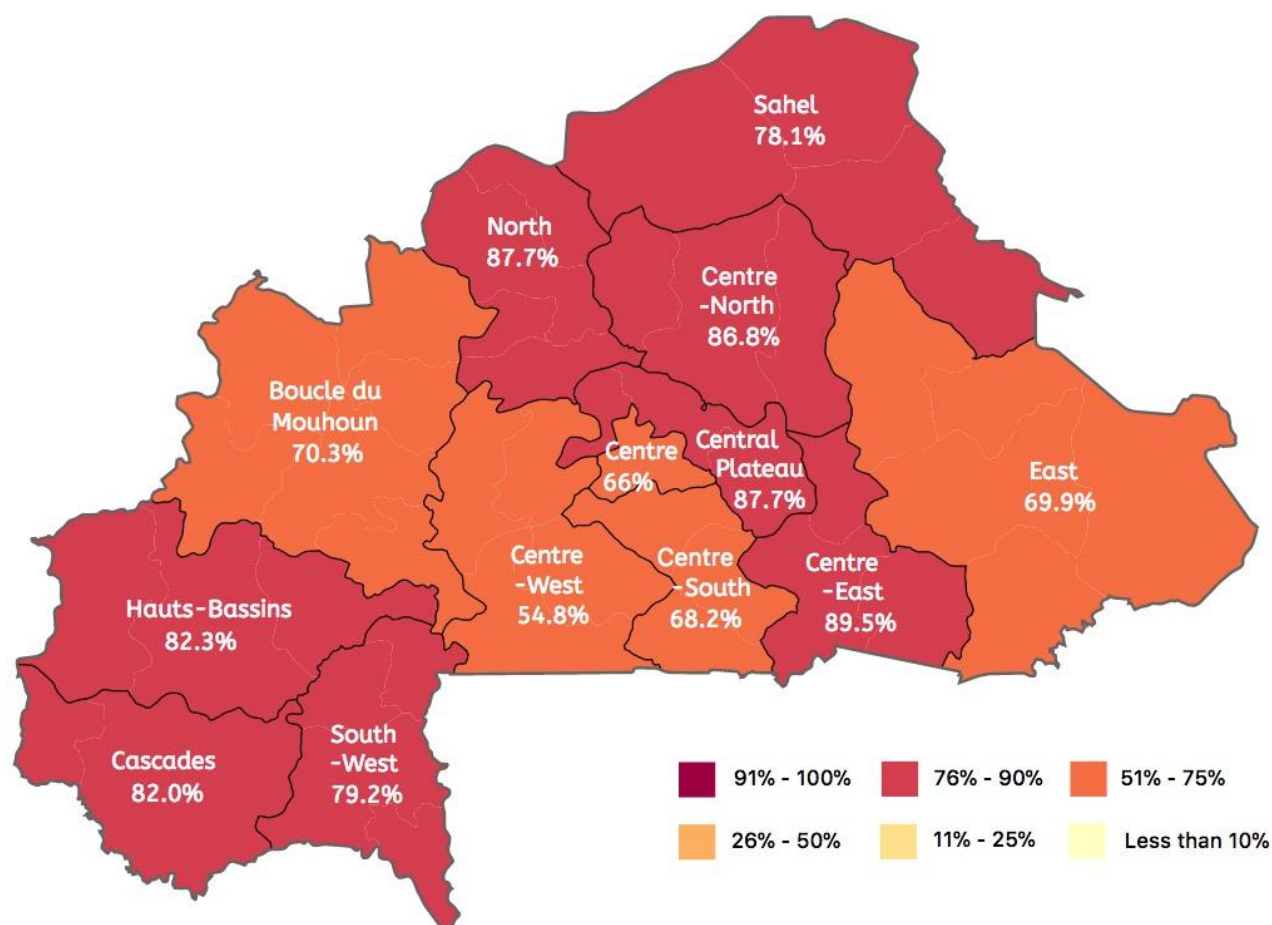 Sahel
78.1%
North
87.7%
Centre
-North
86.8%
Boucle du
Mouhoun
70.3%
Centre
66%
Central
Plateau
87.7%
East
69.9%
Centre
-West
54.8%
Centre
-South
68.2%
Centre
-East
89.5%
Hauts-Bassins
82.3%
Cascades
82.0%
South
-West
79.2%
91% - 100%
76% - 90%
51% - 75%
26% - 50%
11% - 25%
Less than 10%